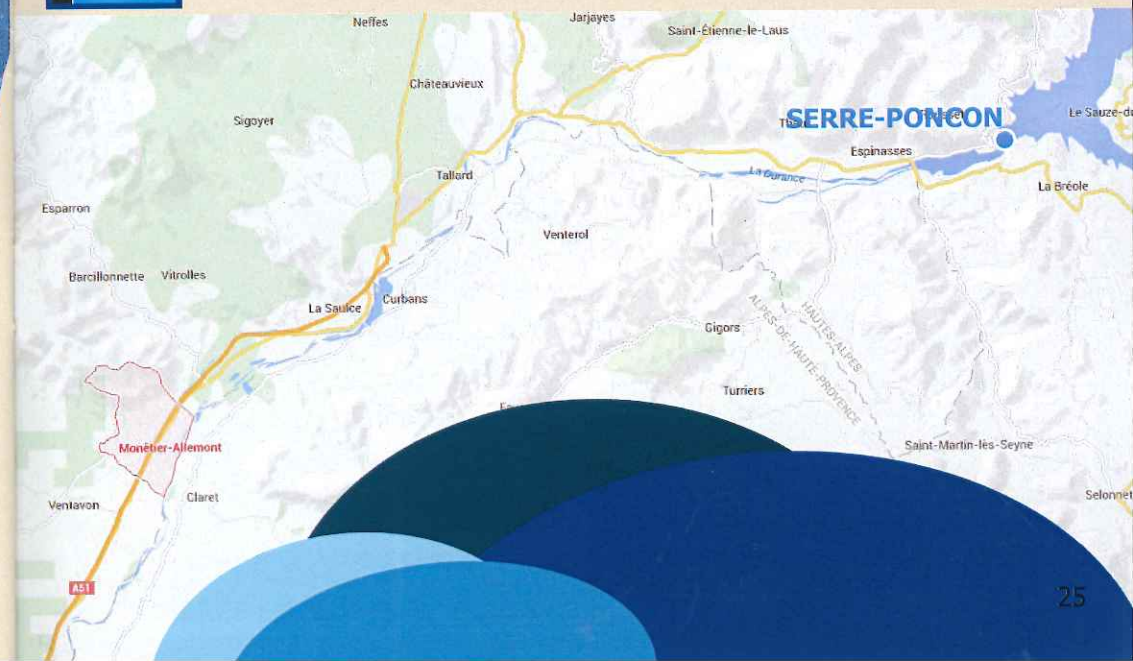 Neffes
Jarjayes
Saint-Étienne-le-Laus
Châteauvieux
Sigoyer
SERRE-PONCON
Le Sauze-du
Espinasses
Tallard
La Durance
La Bréole
Esparron
Venterol
Barcillonnette
Vitrolles
Curbans
La Saulce
HAUTES-ALPES
ALPES-DE-HAUTE-PROVENCE
Gigors
Turriers
Monêtier-Allemont
Saint-Martin-lès-Seyne
Claret
Ventavon
Selonnet
A51
25